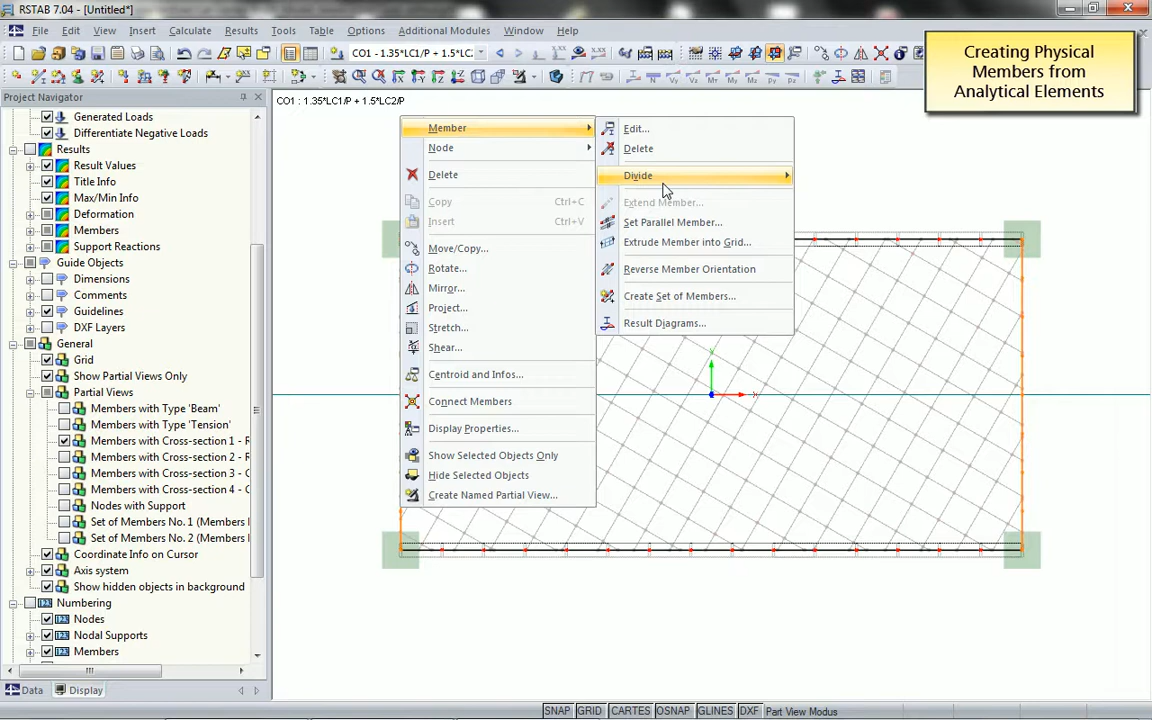 RSTAB 7.04 - [Untitled*]
File Edit View Insert Calculate Results Tools Table Options Additional Modules Window Help
CO1 - 1.35*LC1/P + 1.5*LC
Creating Physical
Members from
Analytical Elements
Project Navigator
CO1 : 1.35*LC1/P + 1.5*LC2/P
Generated Loads
Differentiate Negative Loads
Results
Result Values
Title Info
Max/Min Info
Deformation
Members
Support Reactions
Guide Objects
Dimensions
Comments
Guidelines
DXF Layers
General
Grid
Show Partial Views Only
Partial Views
Members with Type 'Beam'
Members with Type 'Tension'
Members with Cross-section 1 - R
Members with Cross-section 2 - R
Members with Cross-section 3 - C
Members with Cross-section 4 - C
Nodes with Support
Set of Members No. 1 (Members
Set of Members No. 2 (Members
Coordinate Info on Cursor
Axis system
Show hidden objects in background
Numbering
Nodes
Nodal Supports
Members
Data
Display
Member
Node
Delete
Copy Ctrl+C
Insert Ctrl+V
Move/Copy...
Rotate...
Mirror...
Project...
Stretch...
Shear...
Centroid and Infos...
Connect Members
Display Properties...
Show Selected Objects Only
Hide Selected Objects
Create Named Partial View...
Edit...
Delete
Divide
Extend Member...
Set Parallel Member...
Extrude Member into Grid...
Reverse Member Orientation
Create Set of Members...
Result Diagrams...
Y
X
SNAP GRID CARTES OSNAP GLINES DXF Part View Modus